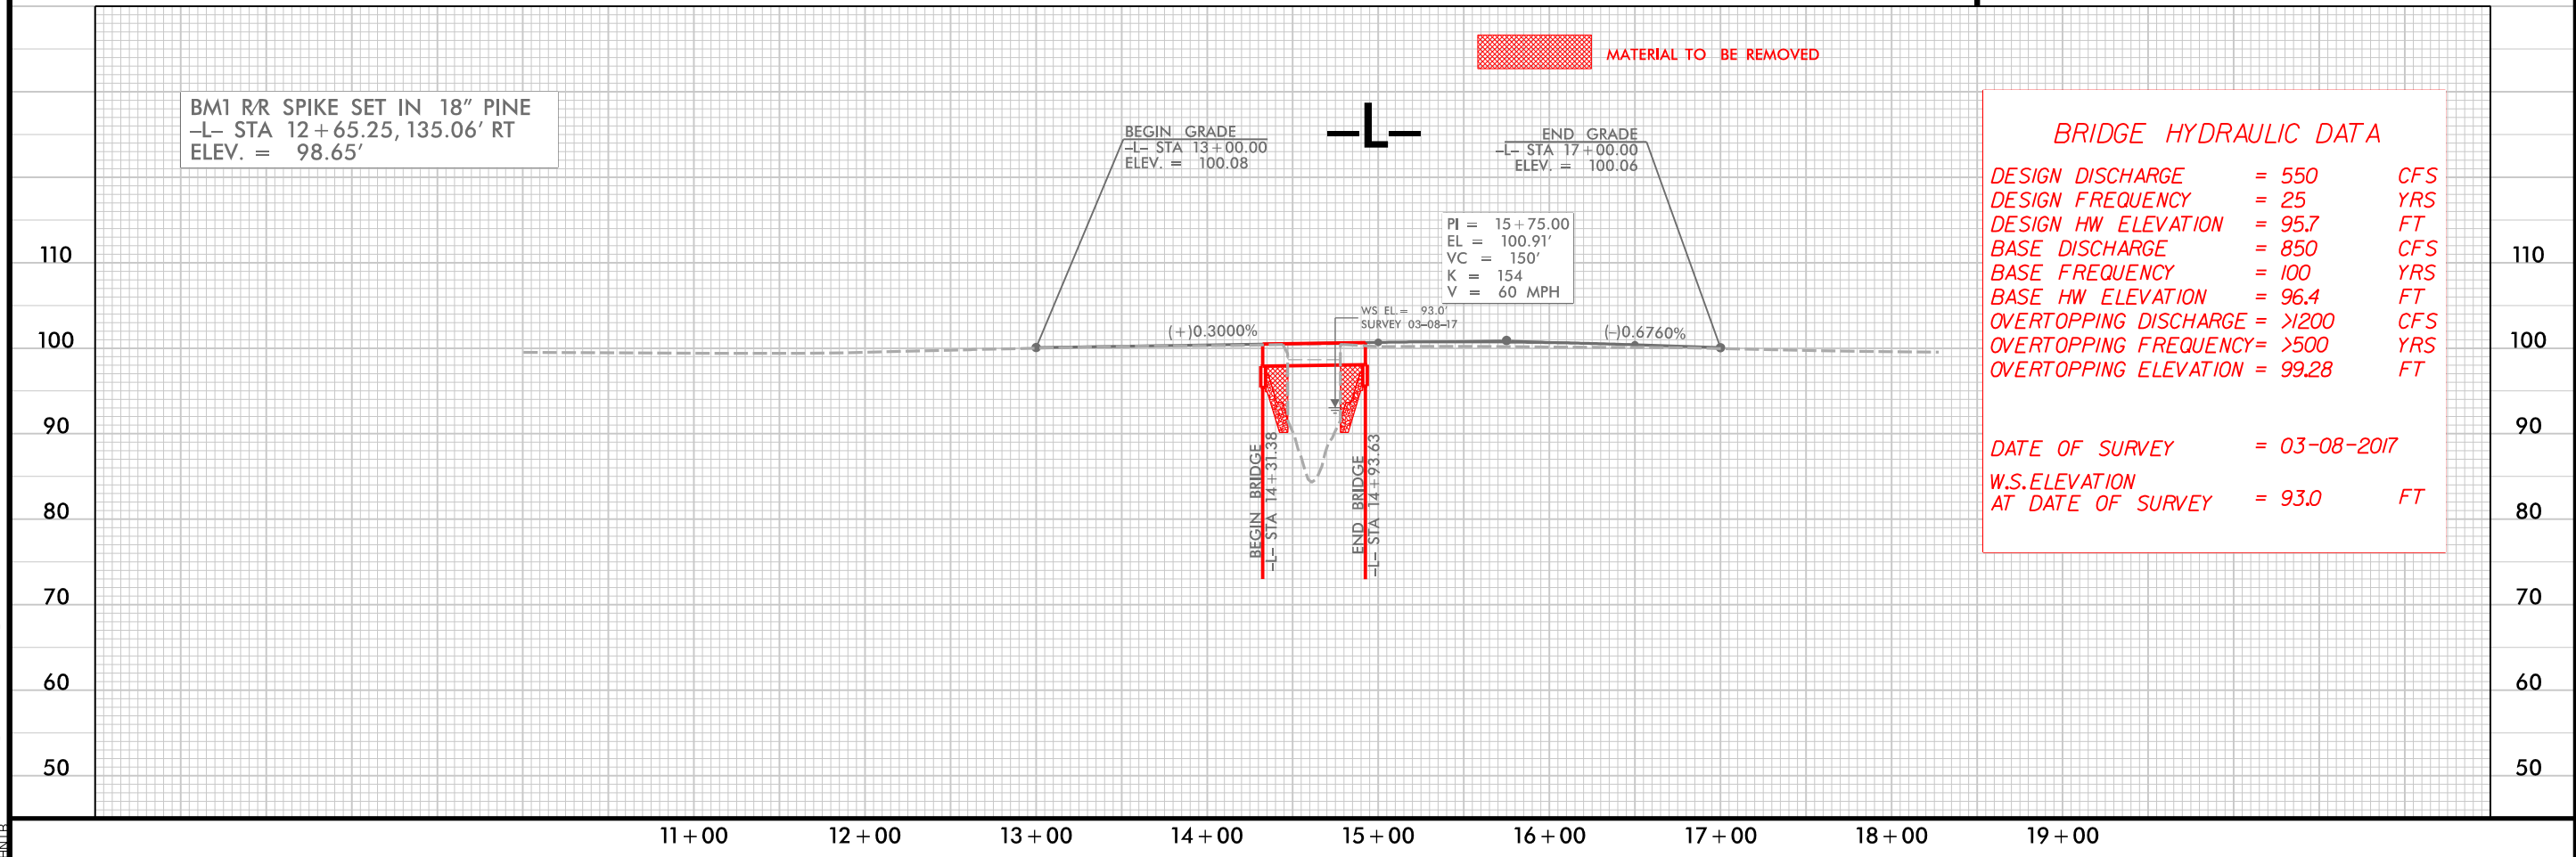 MATERIAL TO BE REMOVED
BM1 R/R SPIKE SET IN 18" PINE
-L- STA 12+65.25, 135.06' RT
ELEV. = 98.65'
BEGIN GRADE
-L- STA 13+00.00
ELEV. = 100.08
-L-
END GRADE
-L- STA 17+00.00
ELEV. = 100.06
PI = 15+75.00
EL = 100.91'
VC = 150'
K = 154
V = 60 MPH
WS EL.= 93.0'
SURVEY 03-08-17
(+)0.3000%
(-)0.6760%
BEGIN BRIDGE
-L- STA 14+31.38
END BRIDGE
-L- STA 14+93.63
BRIDGE HYDRAULIC DATA
DESIGN DISCHARGE = 550 CFS
DESIGN FREQUENCY = 25 YRS
DESIGN HW ELEVATION = 95.7 FT
BASE DISCHARGE = 850 CFS
BASE FREQUENCY = 100 YRS
BASE HW ELEVATION = 96.4 FT
OVERTOPPING DISCHARGE = >1200 CFS
OVERTOPPING FREQUENCY= >500 YRS
OVERTOPPING ELEVATION = 99.28 FT
DATE OF SURVEY = 03-08-2017
W.S.ELEVATION
AT DATE OF SURVEY = 93.0 FT
110 110
100 100
90 90
80 80
70 70
60 60
50 50
11+00 12+00 13+00 14+00 15+00 16+00 17+00 18+00 19+00